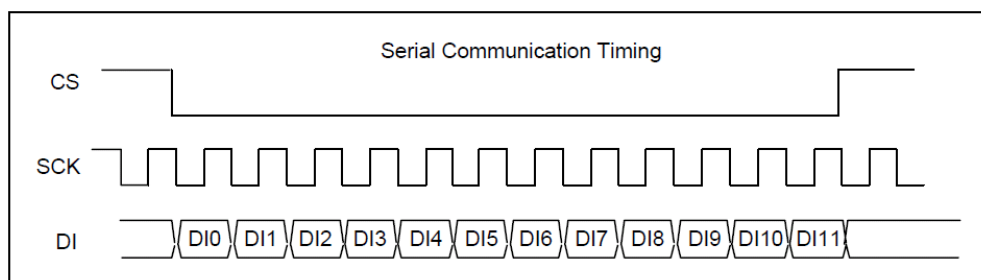 Serial Communication Timing
CS
SCK
DI DI0 DI1 DI2 DI3 DI4 DI5 DI6 DI7 DI8 DI9 DI10 DI11